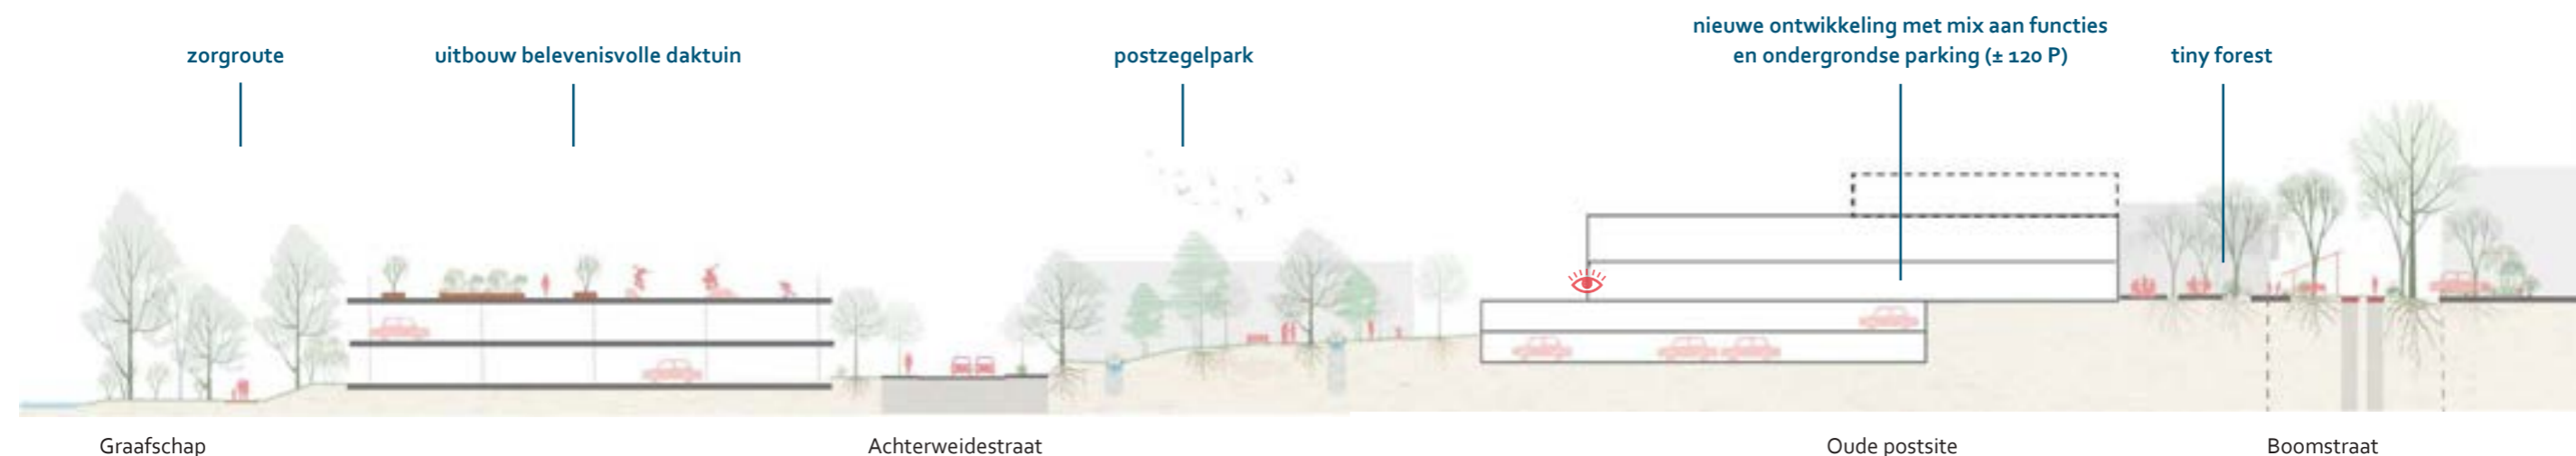 zorgroute
uitbouw belevenisvolle daktuin
postzegelpark
nieuwe ontwikkeling met mix aan functies
en ondergrondse parking (± 120 P)
tiny forest
Graafschap
Achterweidestraat
Oude postsite
Boomstraat